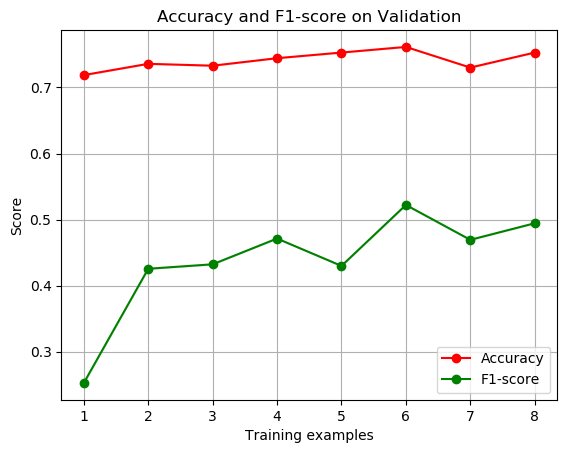 Accuracy and F1-score on Validation
Score
0.7
0.6
0.5
0.4
0.3
Accuracy
F1-score
1 2 3 4 5 6 7 8
Training examples